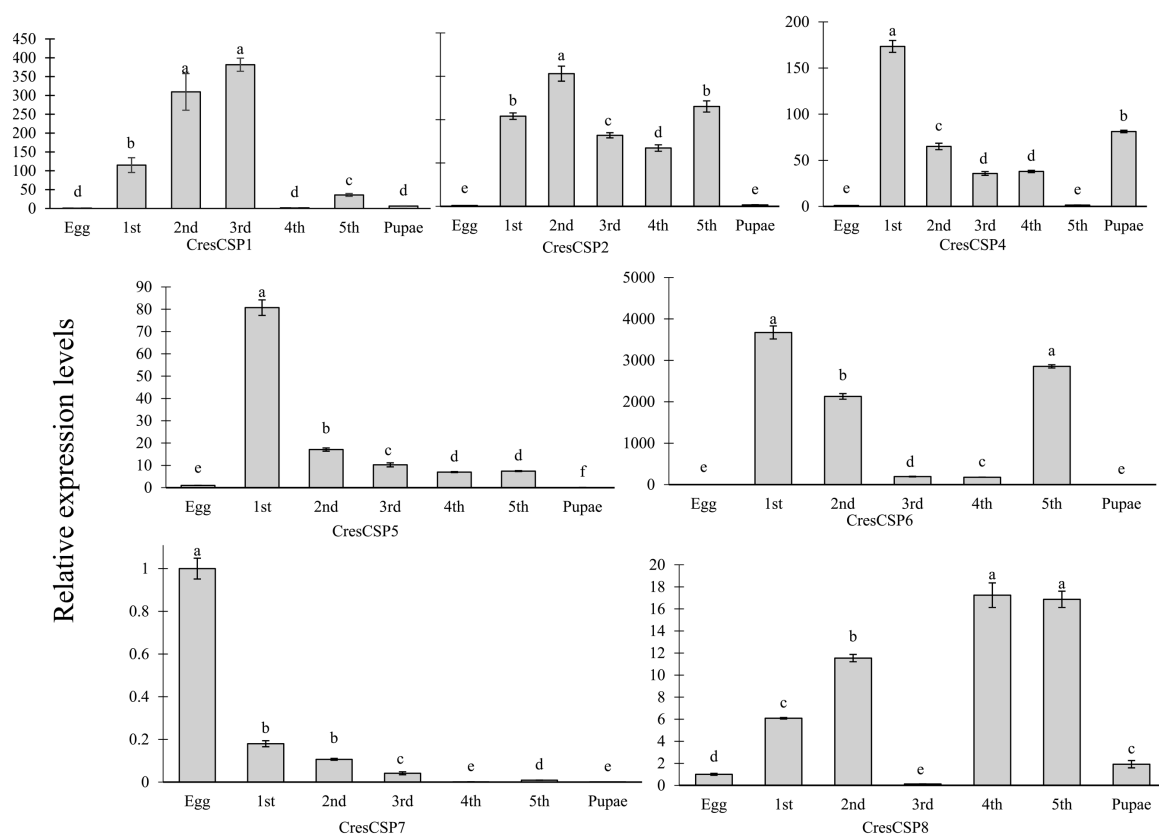 Relative expression levels
450
400
350
300
250
200
150
100
50
0
d
b
a
a
d
c
d
Egg 1st 2nd 3rd 4th 5th Pupae
CresCSP1
e
b
a
c
d
b
e
Egg 1st 2nd 3rd 4th 5th Pupae
CresCSP2
200
150
100
50
0
e
a
c
d
d
e
b
Egg 1st 2nd 3rd 4th 5th Pupae
CresCSP4
90
80
70
60
50
40
30
20
10
0
e
a
b
c
d
d
f
Egg 1st 2nd 3rd 4th 5th Pupae
CresCSP5
5000
4000
3000
2000
1000
0
e
a
b
d
c
a
e
Egg 1st 2nd 3rd 4th 5th Pupae
CresCSP6
1
0.8
0.6
0.4
0.2
0
a
b
b
c
e
d
e
Egg 1st 2nd 3rd 4th 5th Pupae
CresCSP7
20
18
16
14
12
10
8
6
4
2
0
d
c
b
e
a
a
c
Egg 1st 2nd 3rd 4th 5th Pupae
CresCSP8